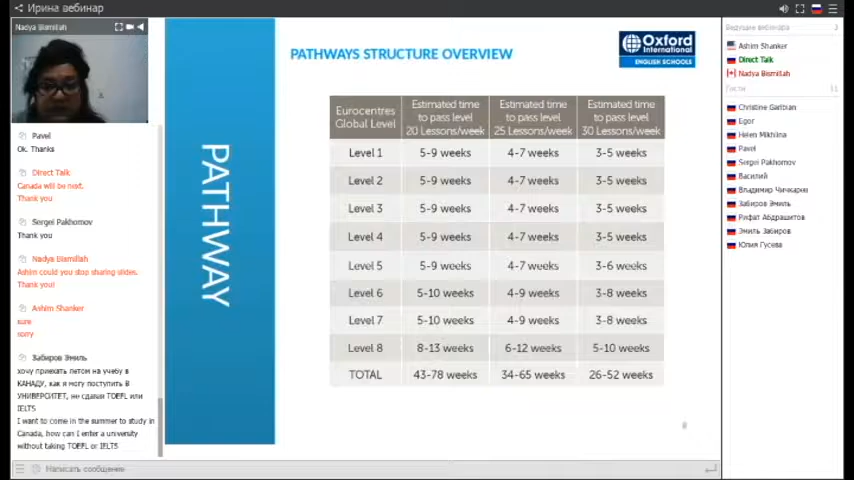 Ирина вебинар
Nadya Bismillah
Pavel
Ok. Thanks
Direct Talk
Canada will be next.
Thank you
Sergei Pakhomov
Thank you
Nadya Bismillah
Ashim could you stop sharing slides.
Thank you!
Ashim Shanker
sure
sorry
Забиров Эмиль
хочу приехать летом на учебу в
КАНАДУ, как я могу поступить В
УНИВЕРСИТЕТ, не сдавая TOEFL или
IELTS
I want to come in the summer to study in
Canada, how can I enter a university
without taking TOEFL or IELTS
Написать сообщение
PATHWAY
PATHWAYS STRUCTURE OVERVIEW
Oxford
International
ENGLISH SCHOOLS
Eurocentres Global Level Estimated time to pass level 20 Lessons/week Estimated time to pass level 25 Lessons/week Estimated time to pass level 30 Lessons/week
Level 1 5-9 weeks 4-7 weeks 3-5 weeks
Level 2 5-9 weeks 4-7 weeks 3-5 weeks
Level 3 5-9 weeks 4-7 weeks 3-5 weeks
Level 4 5-9 weeks 4-7 weeks 3-5 weeks
Level 5 5-9 weeks 4-7 weeks 3-6 weeks
Level 6 5-10 weeks 4-9 weeks 3-8 weeks
Level 7 5-10 weeks 4-9 weeks 3-8 weeks
Level 8 8-13 weeks 6-12 weeks 5-10 weeks
TOTAL 43-78 weeks 34-65 weeks 26-52 weeks
8
Ведущие вебинара 3
Ashim Shanker
Direct Talk
Nadya Bismillah
Гости 11
Christine Garibian
Egor
Helen Mikhlina
Pavel
Sergei Pakhomov
Василий
Владимир Чичкарио
Забиров Эмиль
Рифат Абдрашитов
Эмиль Забиров
Юлия Гусева